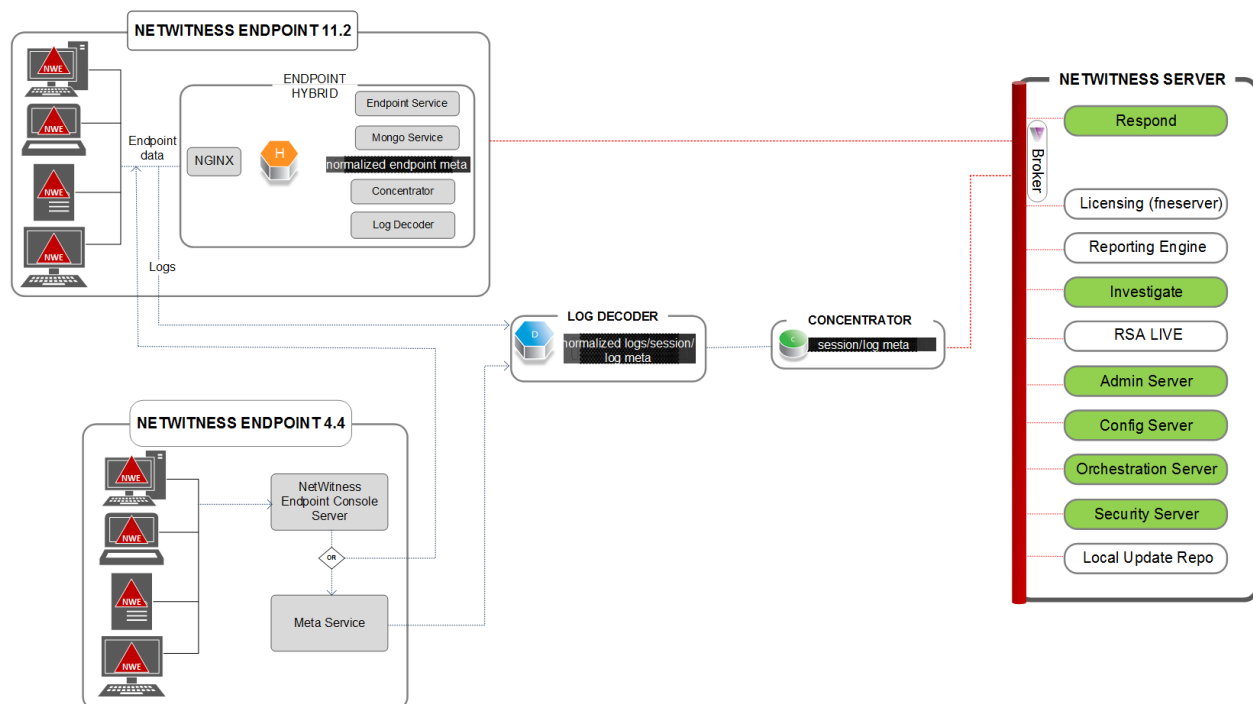 NETWITNESS ENDPOINT 11.2
NWE
NWE
NWE
NWE
Endpoint
data
Logs
ENDPOINT
HYBRID
NGINX
H
Endpoint Service
Mongo Service
normalized endpoint meta
Concentrator
Log Decoder
LOG DECODER
D
normalized logs/session/
log meta
CONCENTRATOR
C
session/log meta
NETWITNESS ENDPOINT 4.4
NWE
NWE
NWE
NWE
NetWitness
Endpoint Console
Server
OR
Meta Service
NETWITNESS SERVER
Broker
Respond
Licensing (fneserver)
Reporting Engine
Investigate
RSA LIVE
Admin Server
Config Server
Orchestration Server
Security Server
Local Update Repo